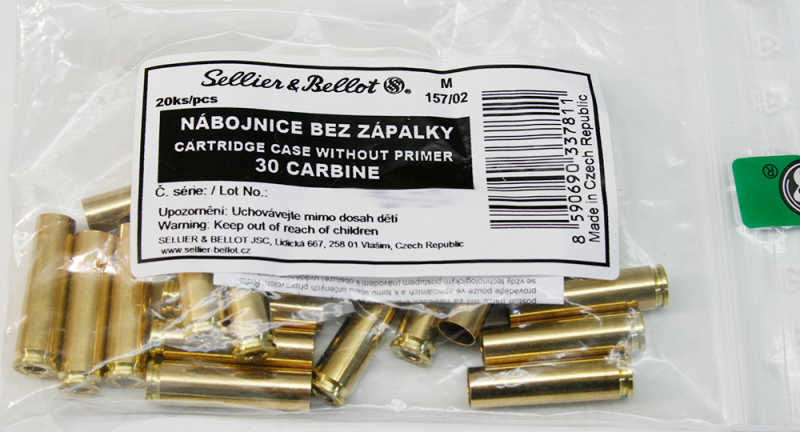 Sellier & Bellot S&B®.
20ks/pcs
M
157/02
NÁBOJNICE BEZ ZÁPALKY
CARTRIDGE CASE WITHOUT PRIMER
30 CARBINE
Č. série: / Lot No.:
Upozornění: Uchovávejte mimo dosah dětí
Warning: Keep out of reach of children
SELLIER & BELLOT JSC, Lidická 667, 258 01 Vlašim, Czech Republic
www.sellier-bellot.cz
8 590690 337811
Made in Czech Republic
®